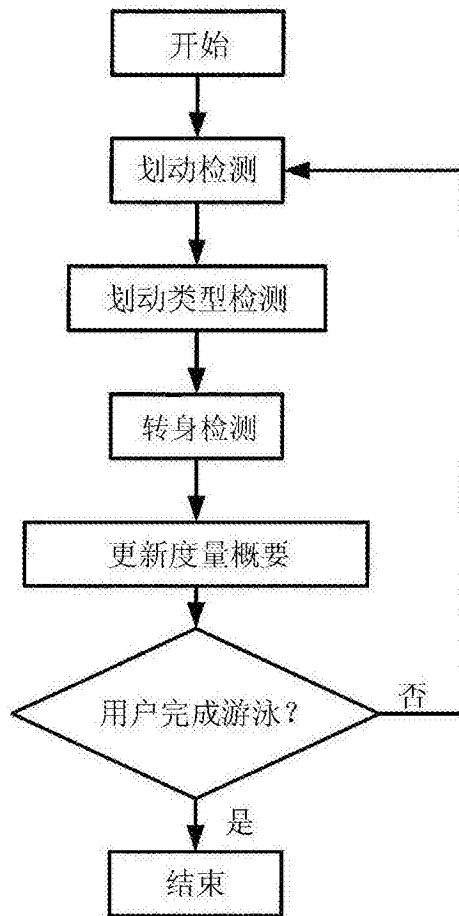 开始
划动检测
划动类型检测
转身检测
更新度量概要
用户完成游泳？
否
是
结束